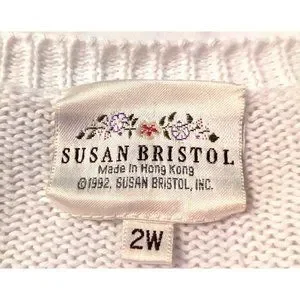 SUSAN BRISTOL
Made in Hong Kong
©1992, SUSAN BRISTOL, INC.
2W